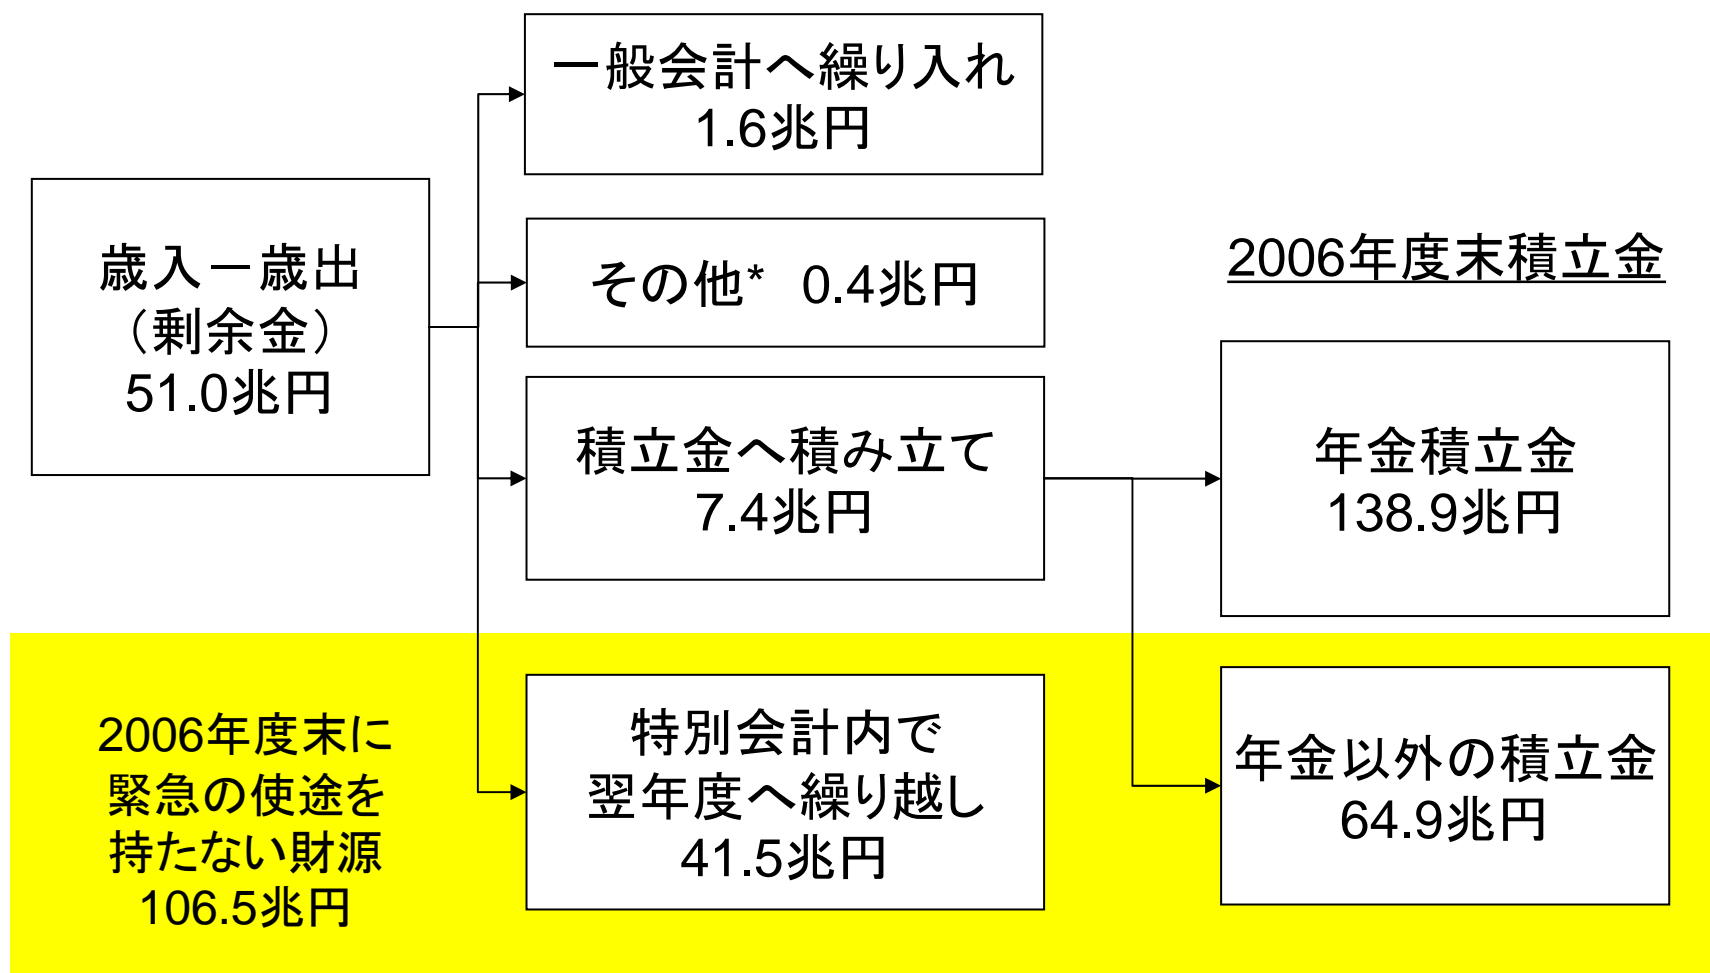 一般会計へ繰り入れ
1.6兆円
歳入－歳出
（剰余金）
51.0兆円
その他*　0.4兆円
2006年度末積立金
積立金へ積み立て
7.4兆円
年金積立金
138.9兆円
2006年度末に
緊急の使途を
持たない財源
106.5兆円
特別会計内で
翌年度へ繰り越し
41.5兆円
年金以外の積立金
64.9兆円